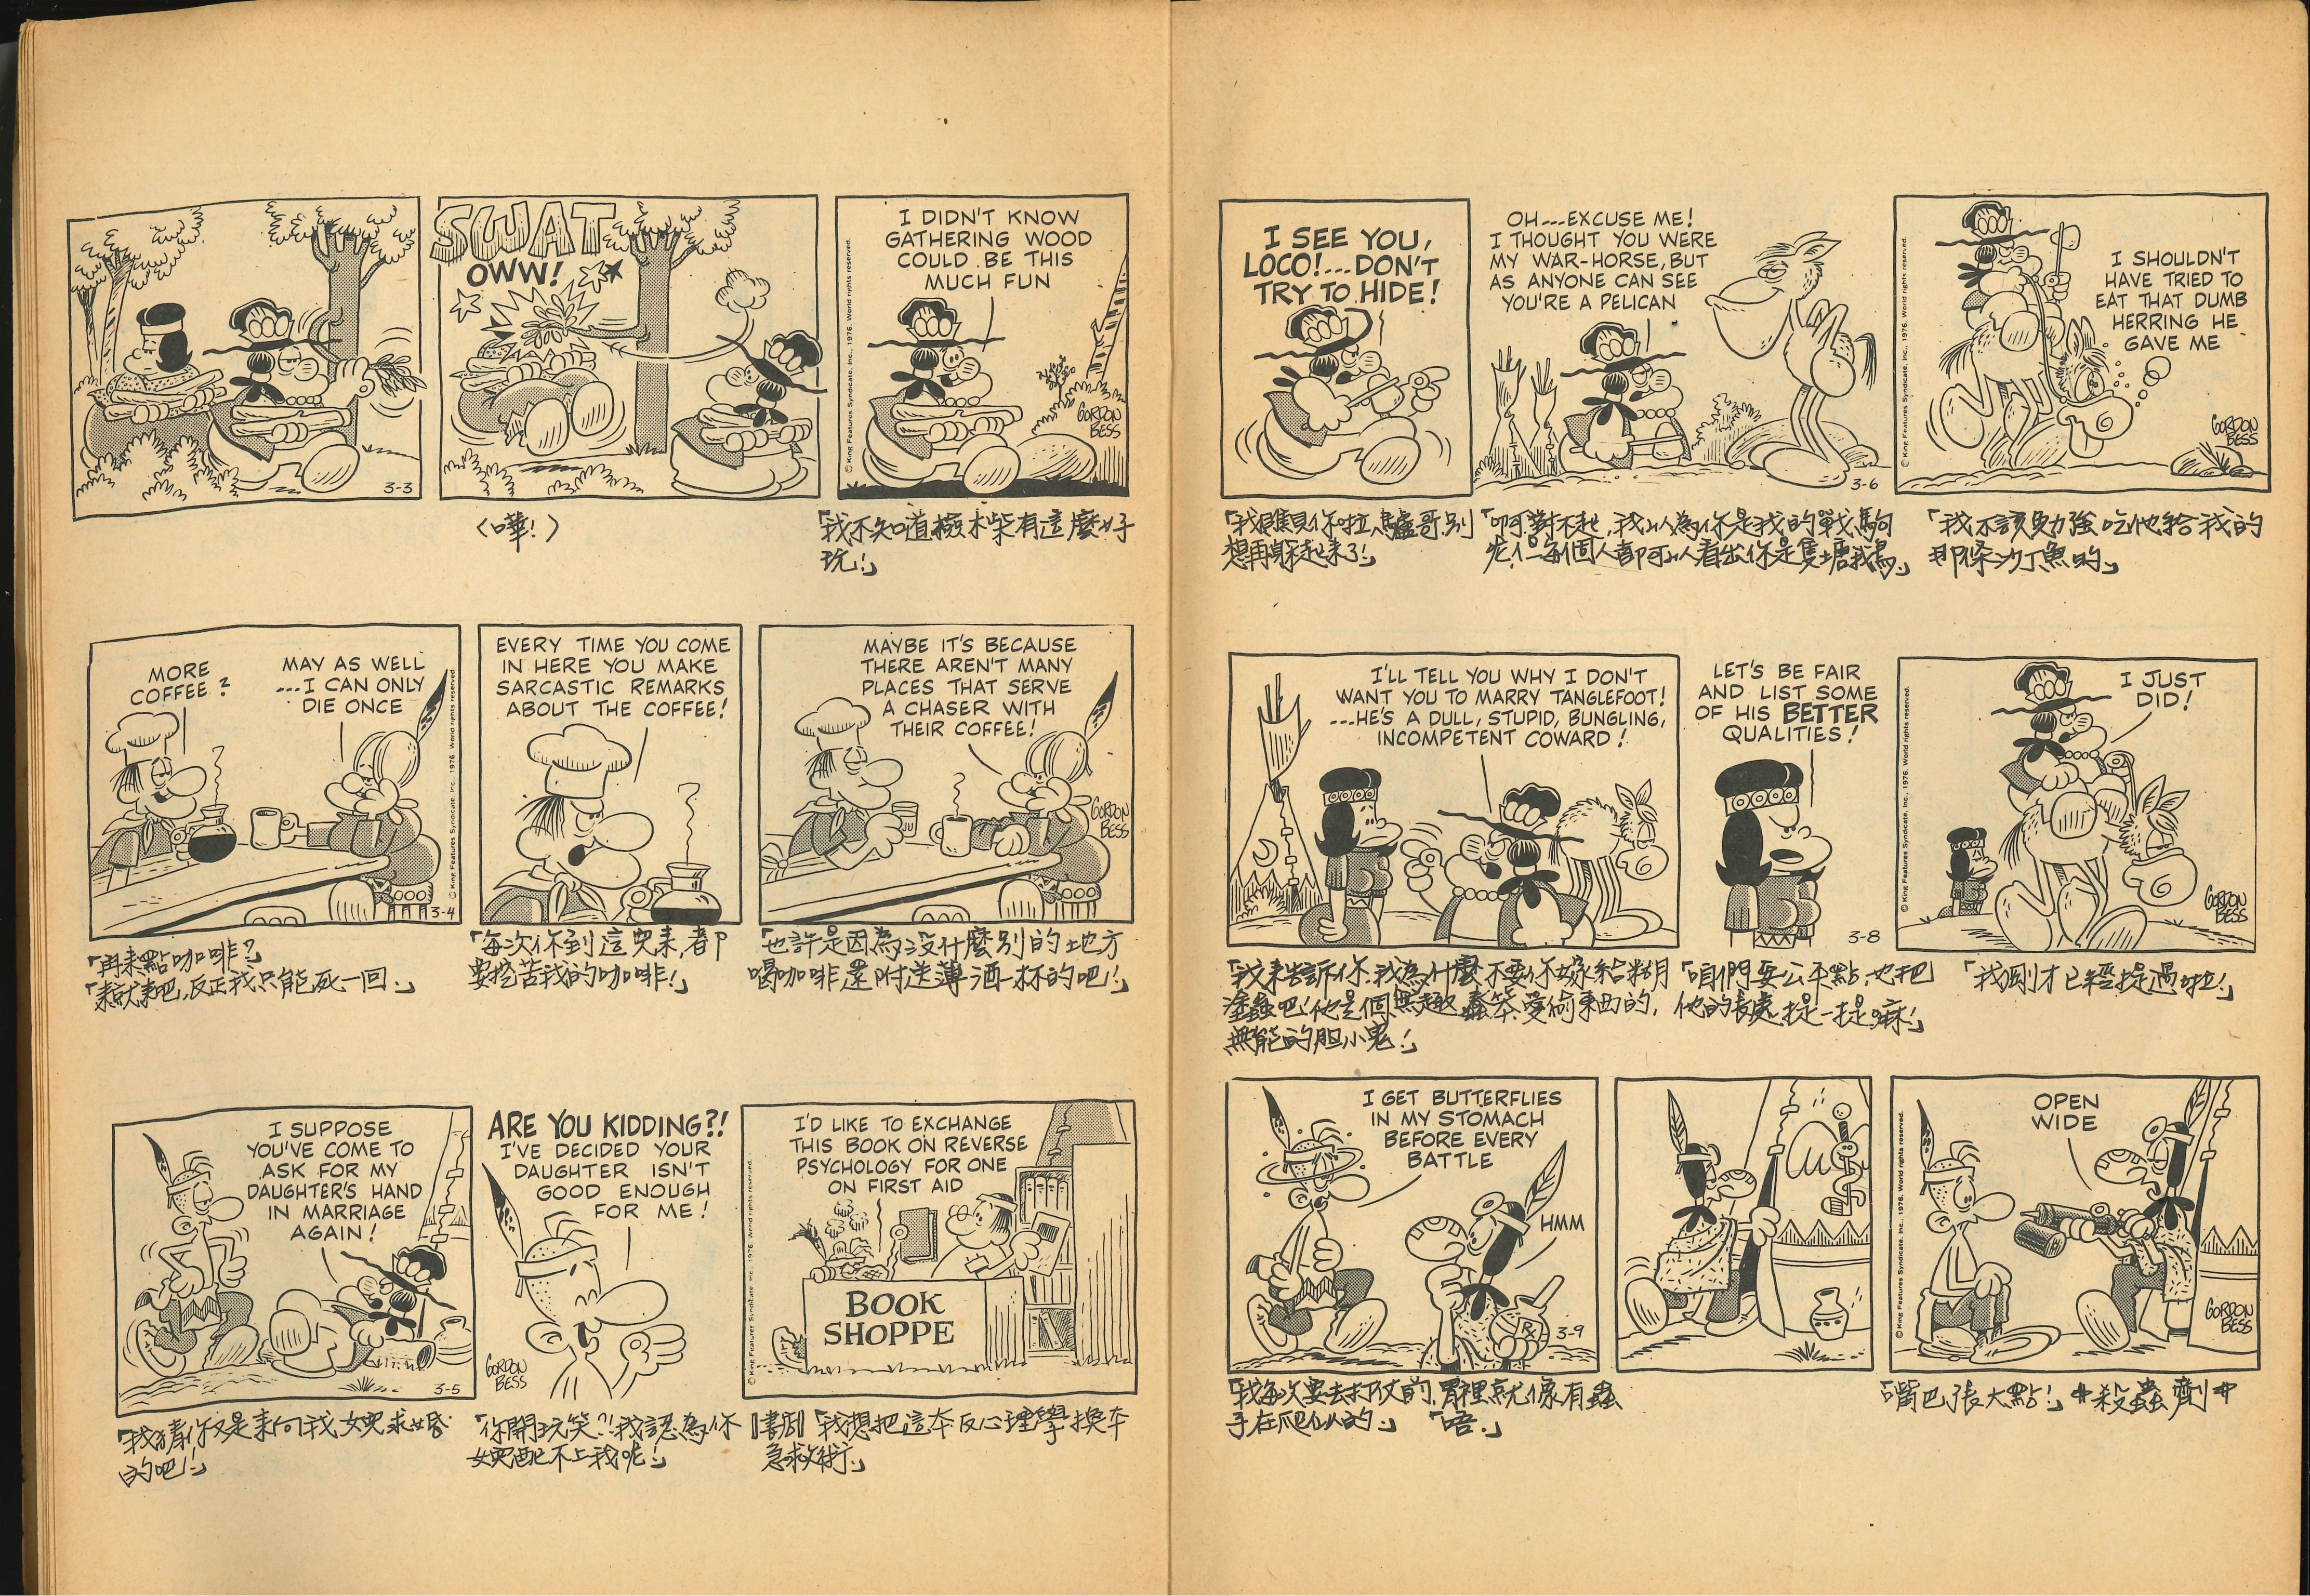 SWAT
OWW!
I DIDN'T KNOW
GATHERING WOOD
COULD BE THIS
MUCH FUN
© King Features Syndicate, Inc., 1976. World rights reserved.
GORDON
BESS
3-3
〈嘩!〉
「我不知道撿木柴有這麼好
玩!」
MORE
COFFEE?
MAY AS WELL
...I CAN ONLY
DIE ONCE
© King Features Syndicate, Inc., 1976. World rights reserved.
3-4
EVERY TIME YOU COME
IN HERE YOU MAKE
SARCASTIC REMARKS
ABOUT THE COFFEE!
MAYBE IT'S BECAUSE
THERE AREN'T MANY
PLACES THAT SERVE
A CHASER WITH
THEIR COFFEE!
GORDON
BESS
「再來點咖啡?」
「來就來吧,反正我只能死一回。」
「每次你到這兒來,都
要挖苦我的咖啡!」
「也許是因為沒什麼別的地方
喝咖啡還附送薄酒一杯的吧!」
I SUPPOSE
YOU'VE COME TO
ASK FOR MY
DAUGHTER'S HAND
IN MARRIAGE
AGAIN!
3-5
ARE YOU KIDDING?!
I'VE DECIDED YOUR
DAUGHTER ISN'T
GOOD ENOUGH
FOR ME!
GORDON
BESS
I'D LIKE TO EXCHANGE
THIS BOOK ON REVERSE
PSYCHOLOGY FOR ONE
ON FIRST AID
BOOK
SHOPPE
© King Features Syndicate, Inc., 1976. World rights reserved.
「我猜你又是來向我女兒求婚
的吧!」
「你開玩笑?!我認為你
女兒配不上我呢!」
『書店』「我想把這本反心理學換本
急救術。」
I SEE YOU,
LOCO!...DON'T
TRY TO HIDE!
OH---EXCUSE ME!
I THOUGHT YOU WERE
MY WAR-HORSE, BUT
AS ANYONE CAN SEE
YOU'RE A PELICAN
3-6
© King Features Syndicate, Inc., 1976. World rights reserved.
I SHOULDN'T
HAVE TRIED TO
EAT THAT DUMB
HERRING HE
GAVE ME
GORDON
BESS
「我瞧見你啦,驢哥,別
想再躲起來了!」
「啊對不起,我以為你是我的戰駒
呢,但每個人都可以看出你是隻塘鵝鳥。」
「我不該勉強吃他給我的
那條沙丁魚的。」
I'LL TELL YOU WHY I DON'T
WANT YOU TO MARRY TANGLEFOOT!
...HE'S A DULL, STUPID, BUNGLING,
INCOMPETENT COWARD!
LET'S BE FAIR
AND LIST SOME
OF HIS BETTER
QUALITIES!
3-8
© King Features Syndicate, Inc., 1976. World rights reserved.
I JUST
DID!
GORDON
BESS
「我來告訴你,我為什麼不要你嫁給糊
塗蟲吧!他是個無趣,蠢笨,
無能的胆小鬼!」
「咱們要公平點,也把
他的長處提一提嘛!」
「我剛才已經提過啦!」
I GET BUTTERFLIES
IN MY STOMACH
BEFORE EVERY
BATTLE
HMM
RX
3-9
© King Features Syndicate, Inc., 1976. World rights reserved.
OPEN
WIDE
GORDON
BESS
「我每次要去打仗前,胃裡就像有蟲
子在爬似的。」
「唔。」
「嘴巴張大點!」#殺蟲劑#